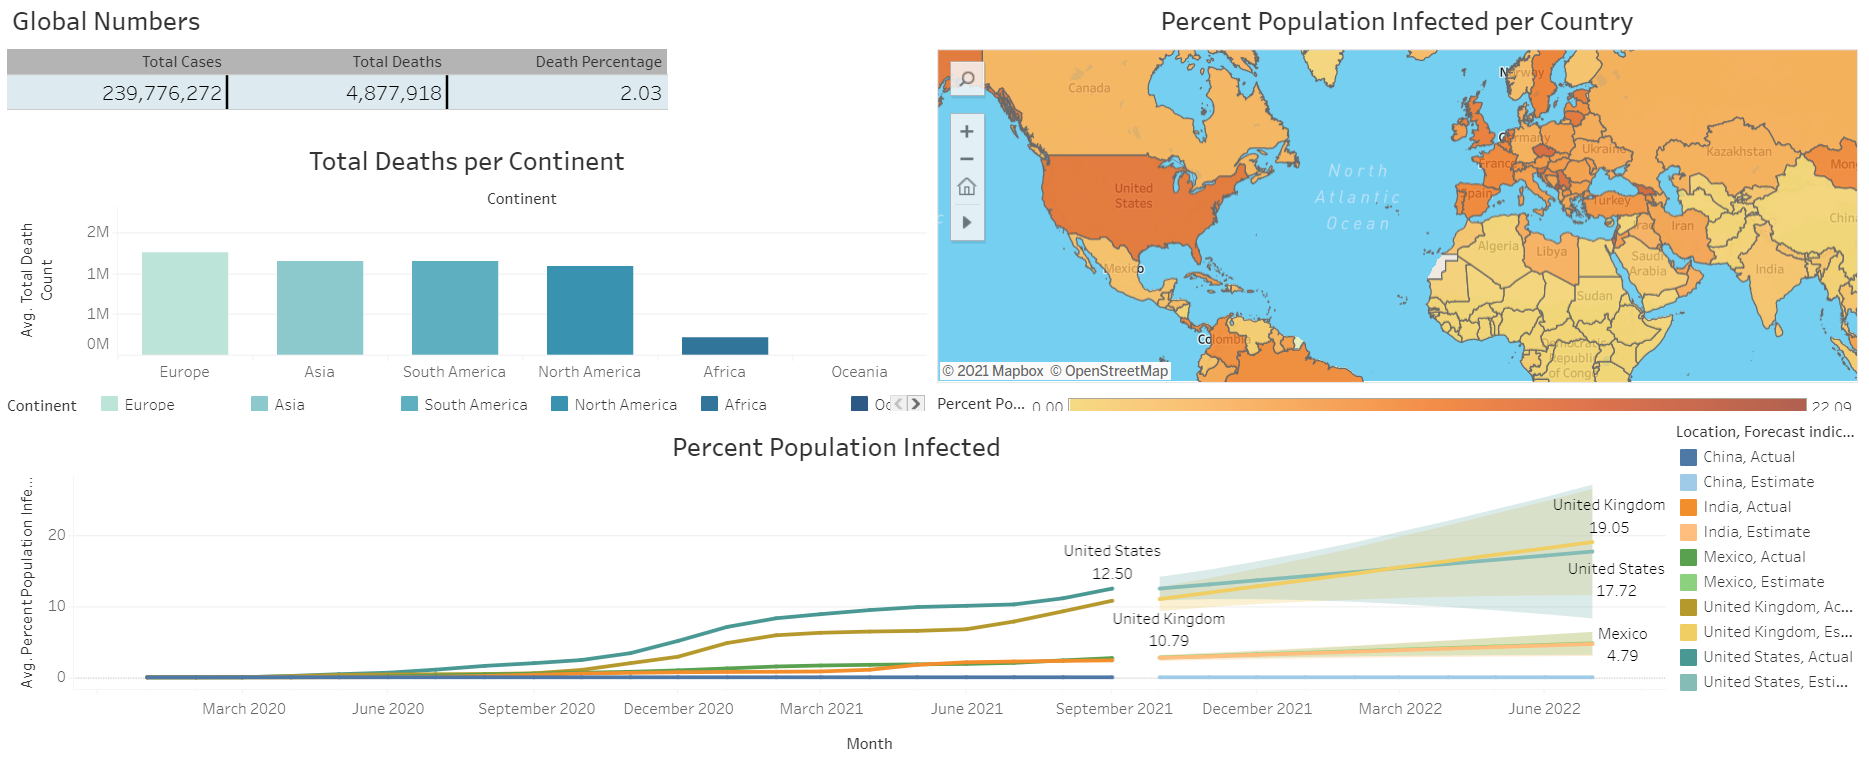 Global Numbers
Total Cases Total Deaths Death Percentage
239,776,272 4,877,918 2.03
Total Deaths per Continent
Continent
Avg. Total Death
Count
2M
1M
1M
0M
Europe Asia South America North America Africa Oceania
Continent Europe Asia South America North America Africa
Percent Population Infected per Country
Canada
United
States
Mexico
North
Atlantic
Ocean
Norway
Germany
France
Spain
Ukraine
Turkey
Kazakhstan
Iran
Algeria
Libya
Saudi
Arabia
India
Sudan
Democratic
Republic
of Congo
Colombia
© 2021 Mapbox © OpenStreetMap
Percent Po... 0.00 22.09
Percent Population Infected
Avg. Percent Population Infe...
20
10
0
United States
12.50
United Kingdom
10.79
United Kingdom
19.05
United States
17.72
Mexico
4.79
March 2020 June 2020 September 2020 December 2020 March 2021 June 2021 September 2021 December 2021 March 2022 June 2022
Month
Location, Forecast indic...
China, Actual
China, Estimate
India, Actual
India, Estimate
Mexico, Actual
Mexico, Estimate
United Kingdom, Ac...
United Kingdom, Es...
United States, Actual
United States, Esti...